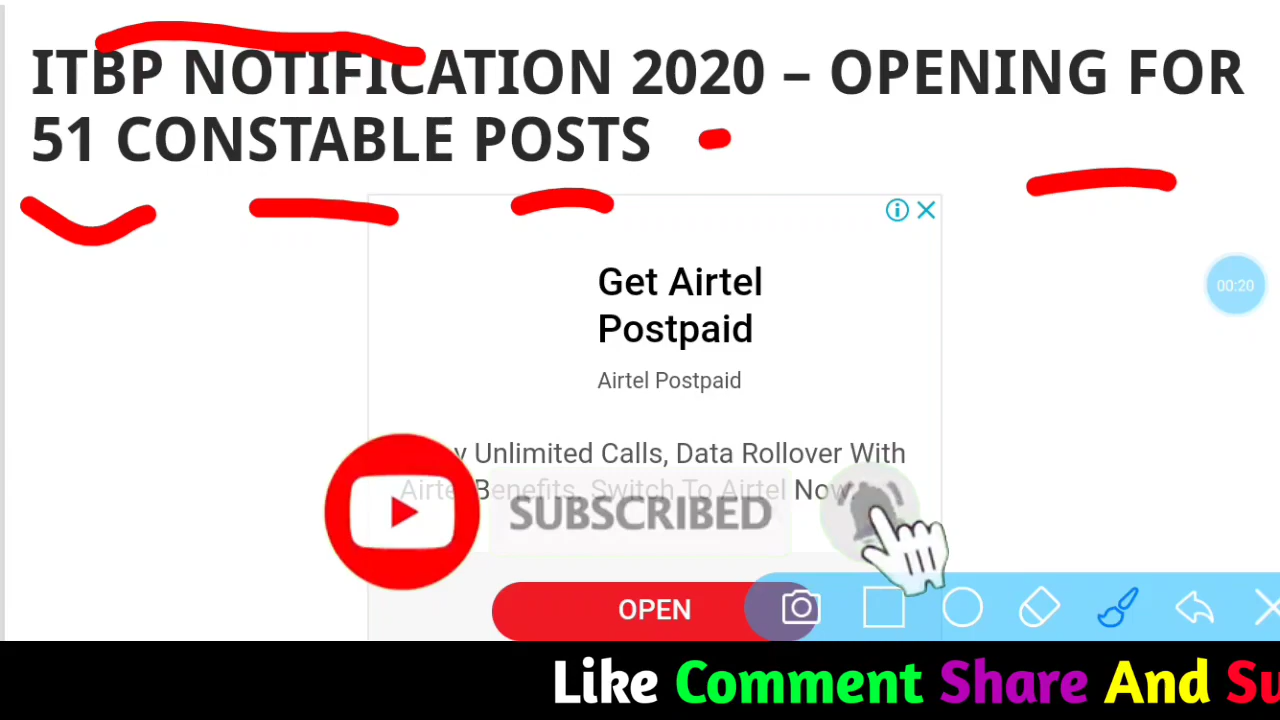 ITBP NOTIFICATION 2020 – OPENING FOR
51 CONSTABLE POSTS
Get Airtel
Postpaid
00:20
Airtel Postpaid
Unlimited Calls, Data Rollover With
Airtel Benefits, Switch To Airtel Now
SUBSCRIBED
OPEN
Like Comment Share And Su